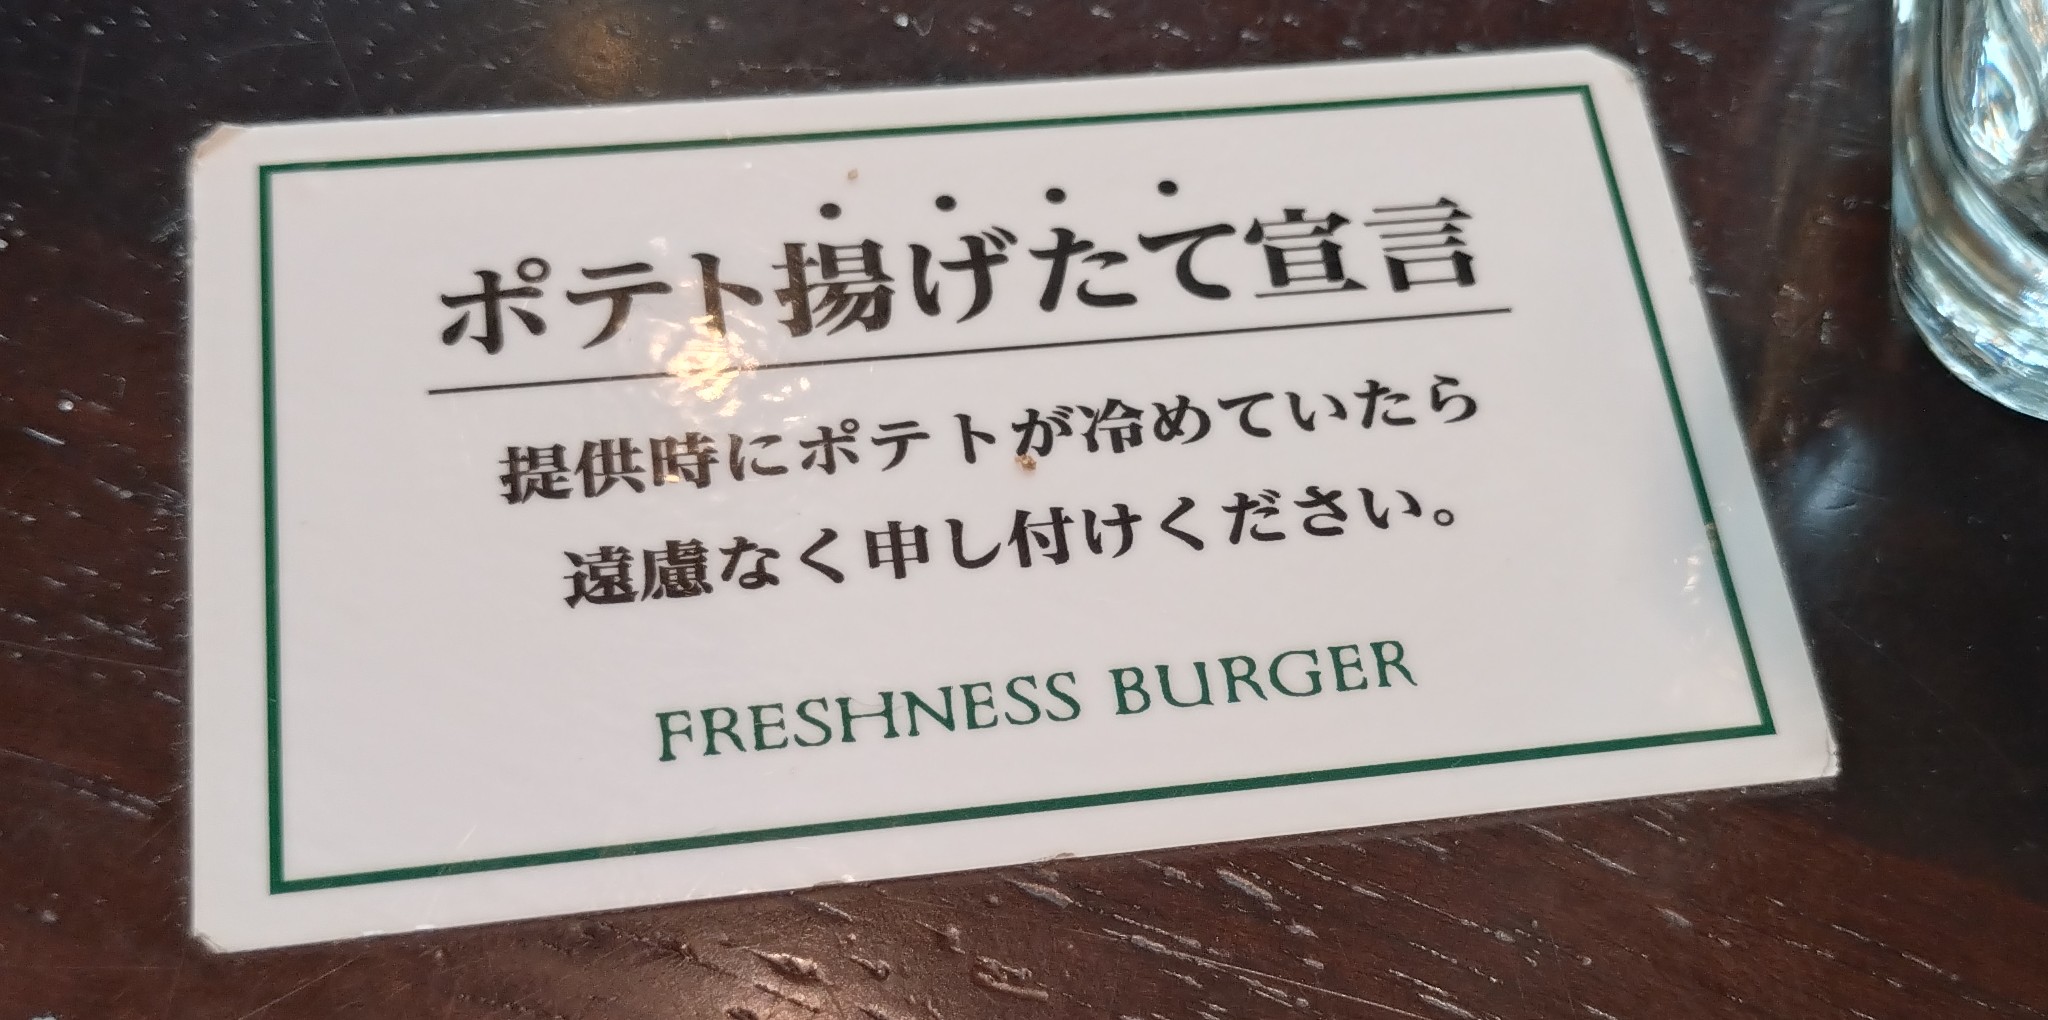 ポテト揚げたて宣言
提供時にポテトが冷めていたら
遠慮なく申し付けください。
FRESHNESS BURGER